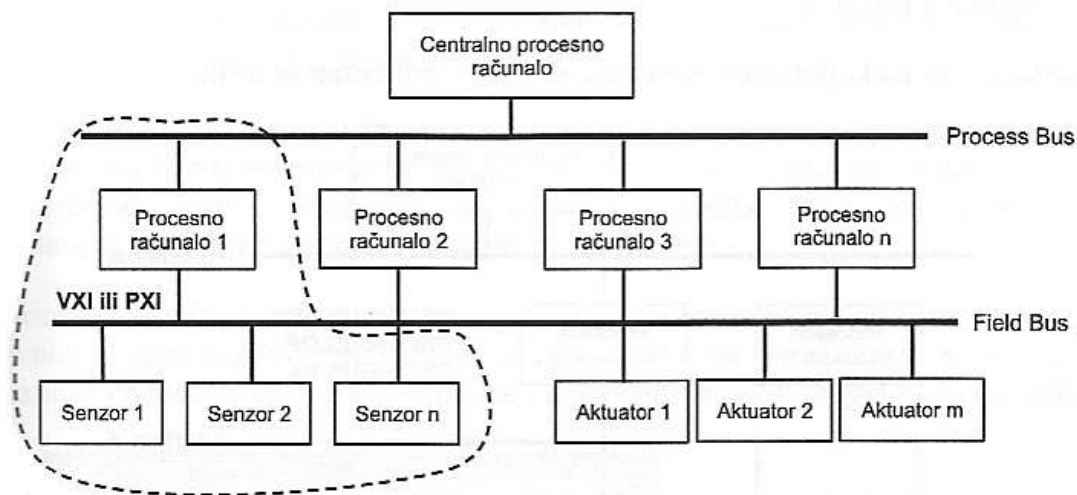 Centralno procesno
računalo
Process Bus
Procesno
računalo 1
Procesno
računalo 2
Procesno
računalo 3
Procesno
računalo n
VXI ili PXI
Field Bus
Senzor 1
Senzor 2
Senzor n
Aktuator 1
Aktuator 2
Aktuator m